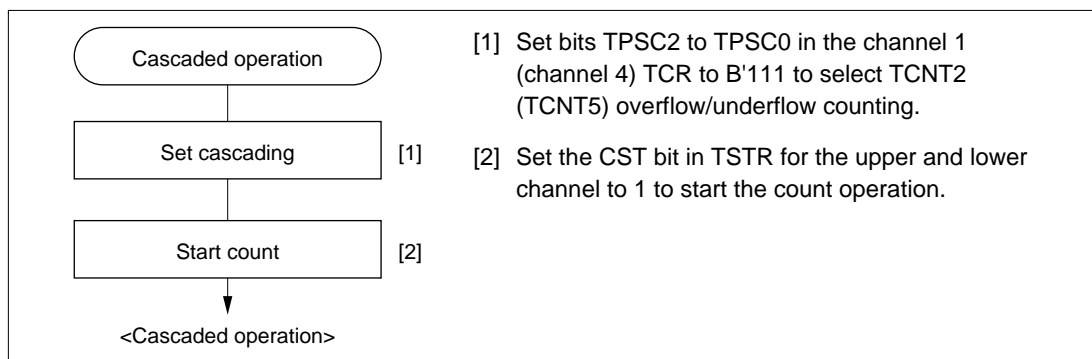 Cascaded operation
Set cascading
[1]
Start count
[2]
<Cascaded operation>
[1] Set bits TPSC2 to TPSC0 in the channel 1
(channel 4) TCR to B'111 to select TCNT2
(TCNT5) overflow/underflow counting.
[2] Set the CST bit in TSTR for the upper and lower
channel to 1 to start the count operation.